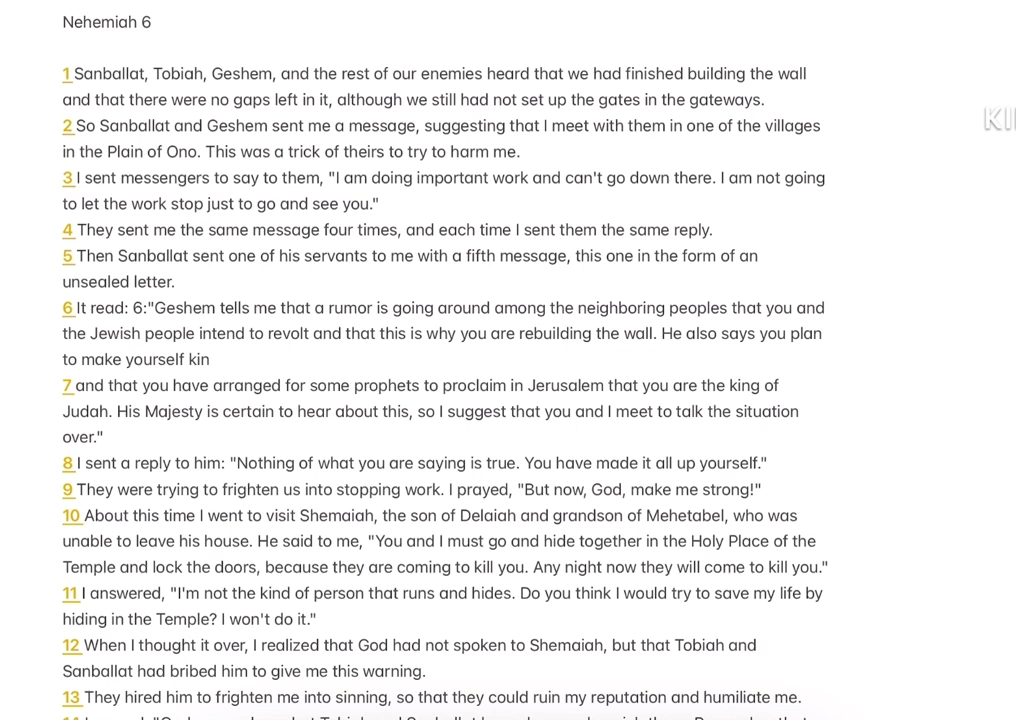 Nehemiah 6
1 Sanballat, Tobiah, Geshem, and the rest of our enemies heard that we had finished building the wall
and that there were no gaps left in it, although we still had not set up the gates in the gateways.
2 So Sanballat and Geshem sent me a message, suggesting that I meet with them in one of the villages
in the Plain of Ono. This was a trick of theirs to try to harm me.
3 I sent messengers to say to them, "I am doing important work and can't go down there. I am not going
to let the work stop just to go and see you."
4 They sent me the same message four times, and each time I sent them the same reply.
5 Then Sanballat sent one of his servants to me with a fifth message, this one in the form of an
unsealed letter.
6 It read: 6:"Geshem tells me that a rumor is going around among the neighboring peoples that you and
the Jewish people intend to revolt and that this is why you are rebuilding the wall. He also says you plan
to make yourself kin
7 and that you have arranged for some prophets to proclaim in Jerusalem that you are the king of
Judah. His Majesty is certain to hear about this, so I suggest that you and I meet to talk the situation
over."
8 I sent a reply to him: "Nothing of what you are saying is true. You have made it all up yourself."
9 They were trying to frighten us into stopping work. I prayed, "But now, God, make me strong!"
10 About this time I went to visit Shemaiah, the son of Delaiah and grandson of Mehetabel, who was
unable to leave his house. He said to me, "You and I must go and hide together in the Holy Place of the
Temple and lock the doors, because they are coming to kill you. Any night now they will come to kill you."
11 I answered, "I'm not the kind of person that runs and hides. Do you think I would try to save my life by
hiding in the Temple? I won't do it."
12 When I thought it over, I realized that God had not spoken to Shemaiah, but that Tobiah and
Sanballat had bribed him to give me this warning.
13 They hired him to frighten me into sinning, so that they could ruin my reputation and humiliate me.